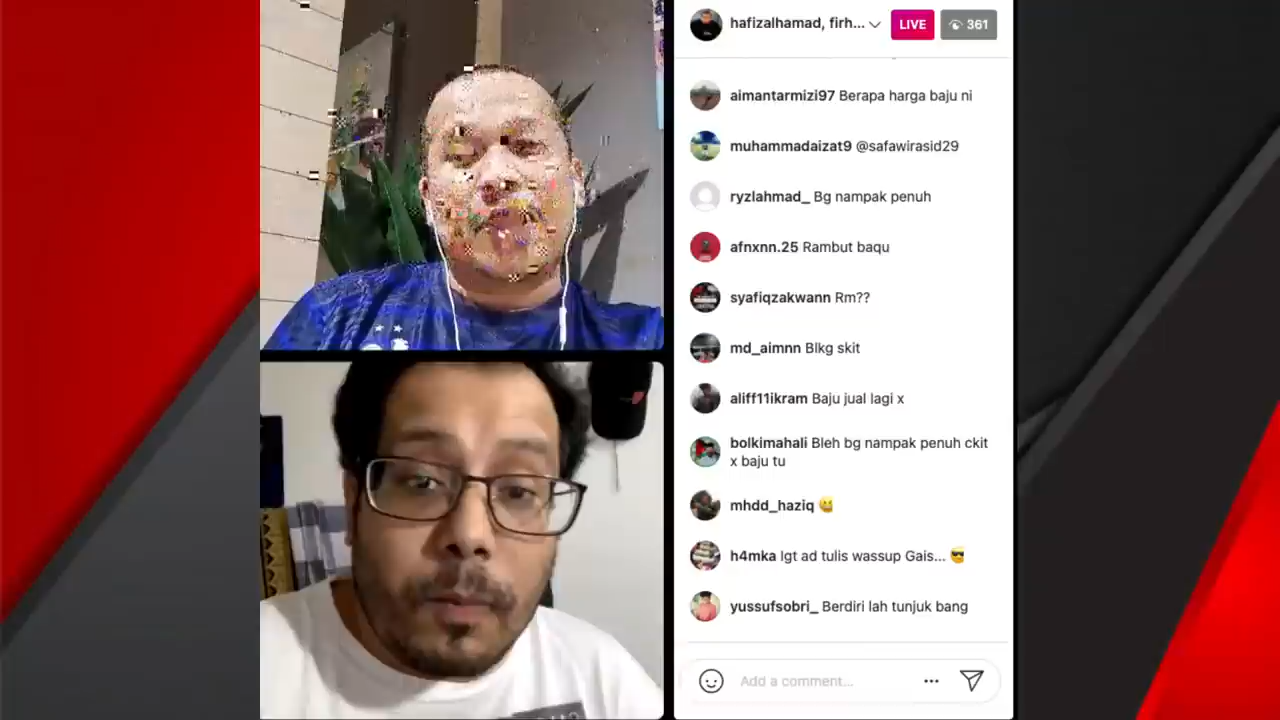 hafizalhamad, firh...
LIVE
361
aimantarmizi97 Berapa harga baju ni
muhammadaizat9 @safawirasid29
ryzlahmad_ Bg nampak penuh
afnxnn.25 Rambut baqu
syafiqzakwann Rm??
md_aimnn Blkg skit
aliff11ikram Baju jual lagi x
bolkimahali Bleh bg nampak penuh ckit
x baju tu
mhdd_haziq 😆
h4mka Igt ad tulis wassup Gais... 😎
yussufsobri_ Berdiri lah tunjuk bang
Add a comment...